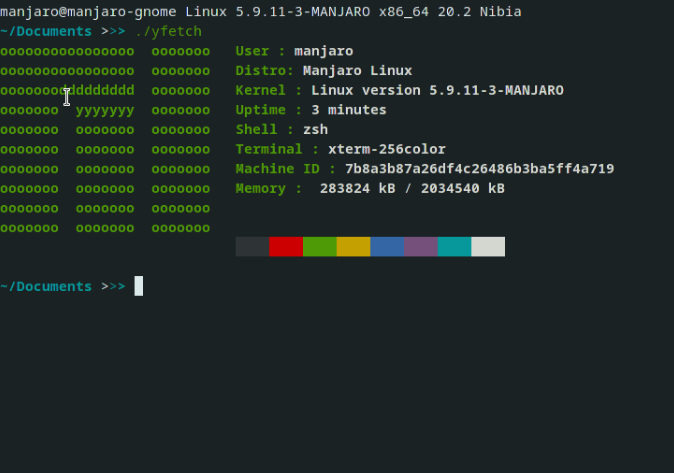 manjaro@manjaro-gnome Linux 5.9.11-3-MANJARO x86_64 20.2 Nibia
~/Documents >>> ./yfetch
oooooooooooooooo  ooooooo   User : manjaro
oooooooooooooooo  ooooooo   Distro: Manjaro Linux
ooooooodddddddddd  ooooooo   Kernel : Linux version 5.9.11-3-MANJARO
ooooooo  yyyyyyy  ooooooo   Uptime : 3 minutes
ooooooo  ooooooo  ooooooo   Shell : zsh
ooooooo  ooooooo  ooooooo   Terminal : xterm-256color
ooooooo  ooooooo  ooooooo   Machine ID : 7b8a3b87a26df4c26486b3ba5ff4a719
ooooooo  ooooooo  ooooooo   Memory :  283824 kB / 2034540 kB
ooooooo  ooooooo  ooooooo
ooooooo  ooooooo  ooooooo
~/Documents >>>